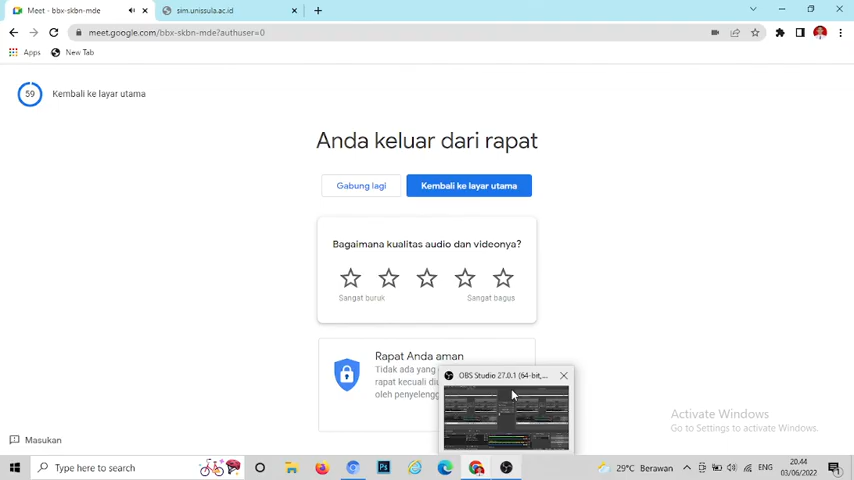 Meet - bbx-skbn-mde
sim.unissula.ac.id
meet.google.com/bbx-skbn-mde?authuser=0
Apps
New Tab
59
Kembali ke layar utama
Anda keluar dari rapat
Gabung lagi
Kembali ke layar utama
Bagaimana kualitas audio dan videonya?
Sangat buruk
Sangat bagus
Rapat Anda aman
Tidak ada yang
rapat kecuali di
oleh penyeleng
OBS Studio 27.0.1 (64-bit,...
Activate Windows
Go to Settings to activate Windows.
Masukan
Type here to search
Ps
29°C Berawan
ENG
20.44
03/06/2022
1